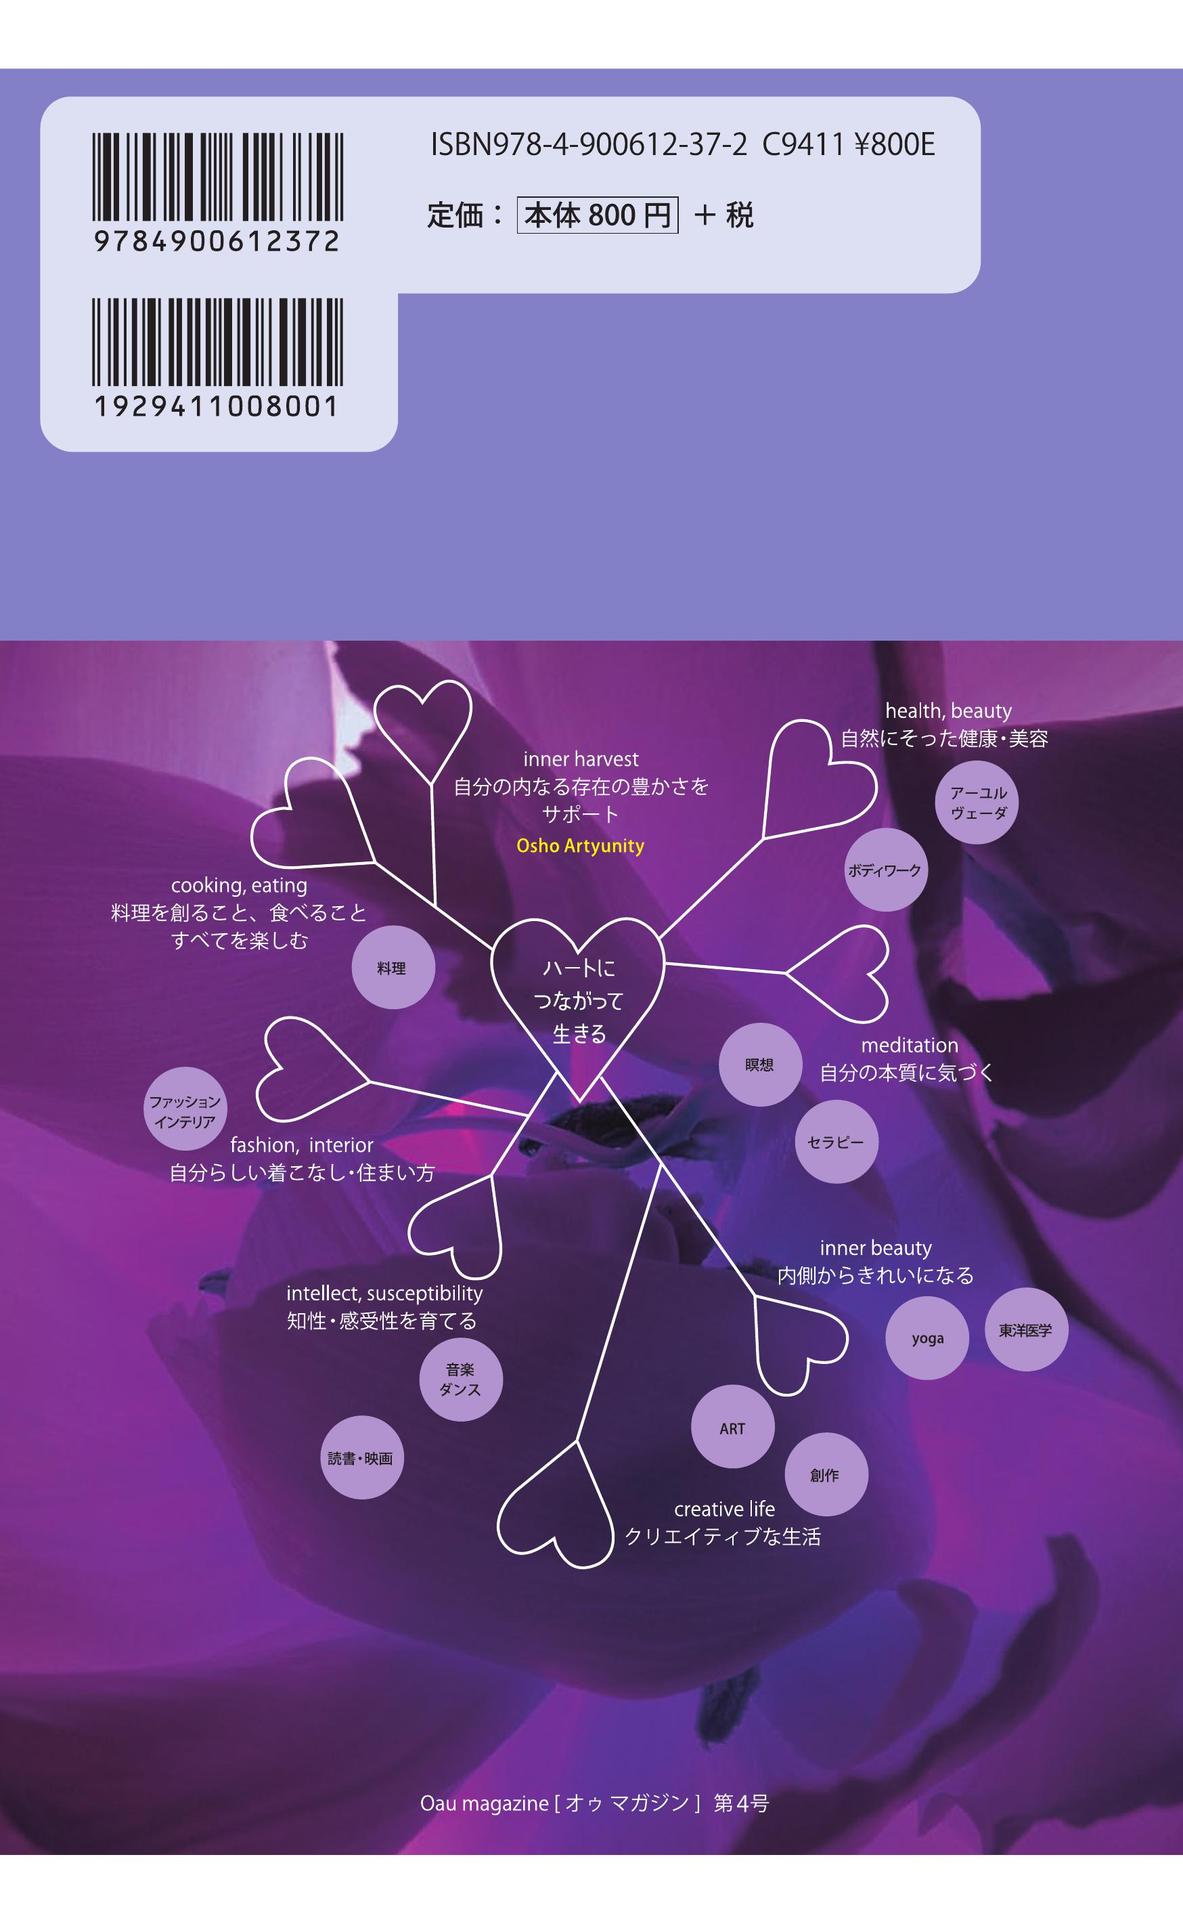 ISBN978-4-900612-37-2 C9411 ¥800E
定価： 本体 800 円 ＋ 税
9784900612372
1929411008001
inner harvest
自分の内なる存在の豊かさを
サポート
Osho Artyunity
health, beauty
自然にそった健康・美容
アーユル
ヴェーダ
ボディワーク
cooking, eating
料理を創ること、食べること
すべてを楽しむ
料理
ハートに
つながって
生きる
meditation
自分の本質に気づく
瞑想
セラピー
ファッション
インテリア
fashion, interior
自分らしい着こなし・住まい方
inner beauty
内側からきれいになる
yoga
東洋医学
intellect, susceptibility
知性・感受性を育てる
音楽
ダンス
読書・映画
ART
創作
creative life
クリエイティブな生活
Oau magazine [ オゥ マガジン ] 第4号